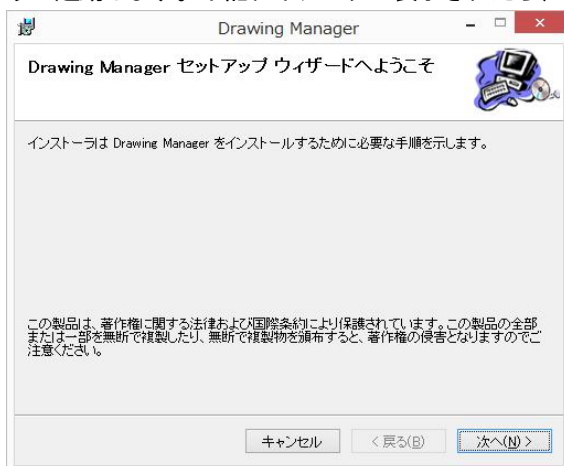 Drawing Manager
Drawing Manager セットアップ ウィザードへようこそ
インストーラは Drawing Manager をインストールするために必要な手順を示します。
この製品は、著作権に関する法律および国際条約により保護されています。この製品の全部
または一部を無断で複製したり、無断で複製物を頒布すると、著作権の侵害となりますのでご
注意ください。
キャンセル
< 戻る(B)
次へ(N) >